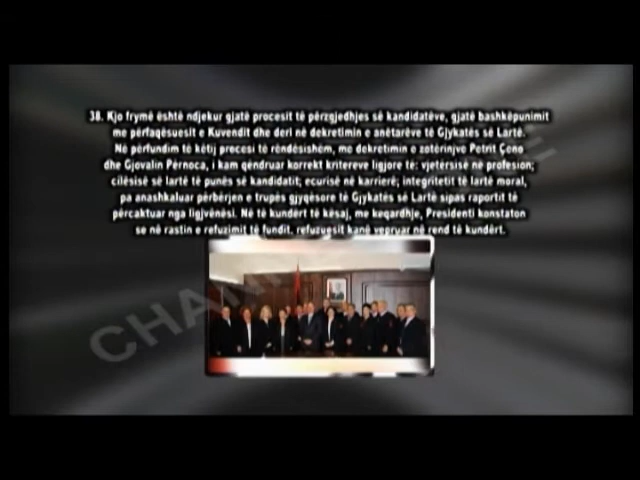 38. Kjo frymë është ndjekur gjatë procesit të përzgjedhjes së kandidatëve, gjatë bashkëpunimit
me përfaqësuesit e Kuvendit dhe deri në dekretimin e anëtarëve të Gjykatës së Lartë.
Në përfundim të këtij procesi të rëndësishëm, me dekretimin e zotërinjve Petrit Çeno
dhe Gjovalin Përnoca, i kam qëndruar korrekt kritereve ligjore të: vjetërsisë në profesion;
cilësisë së lartë të punës së kandidatit; ecurisë në karrierë; integritetit të lartë moral,
pa anashkaluar përbërjen e trupës gjyqësore të Gjykatës së Lartë sipas raportit të
përcaktuar nga ligjvënësi. Në të kundërt të kësaj, me keqardhje, Presidenti konstaton
se në rastin e refuzimit të fundit, refuzuesit kanë vepruar në rend të kundërt.